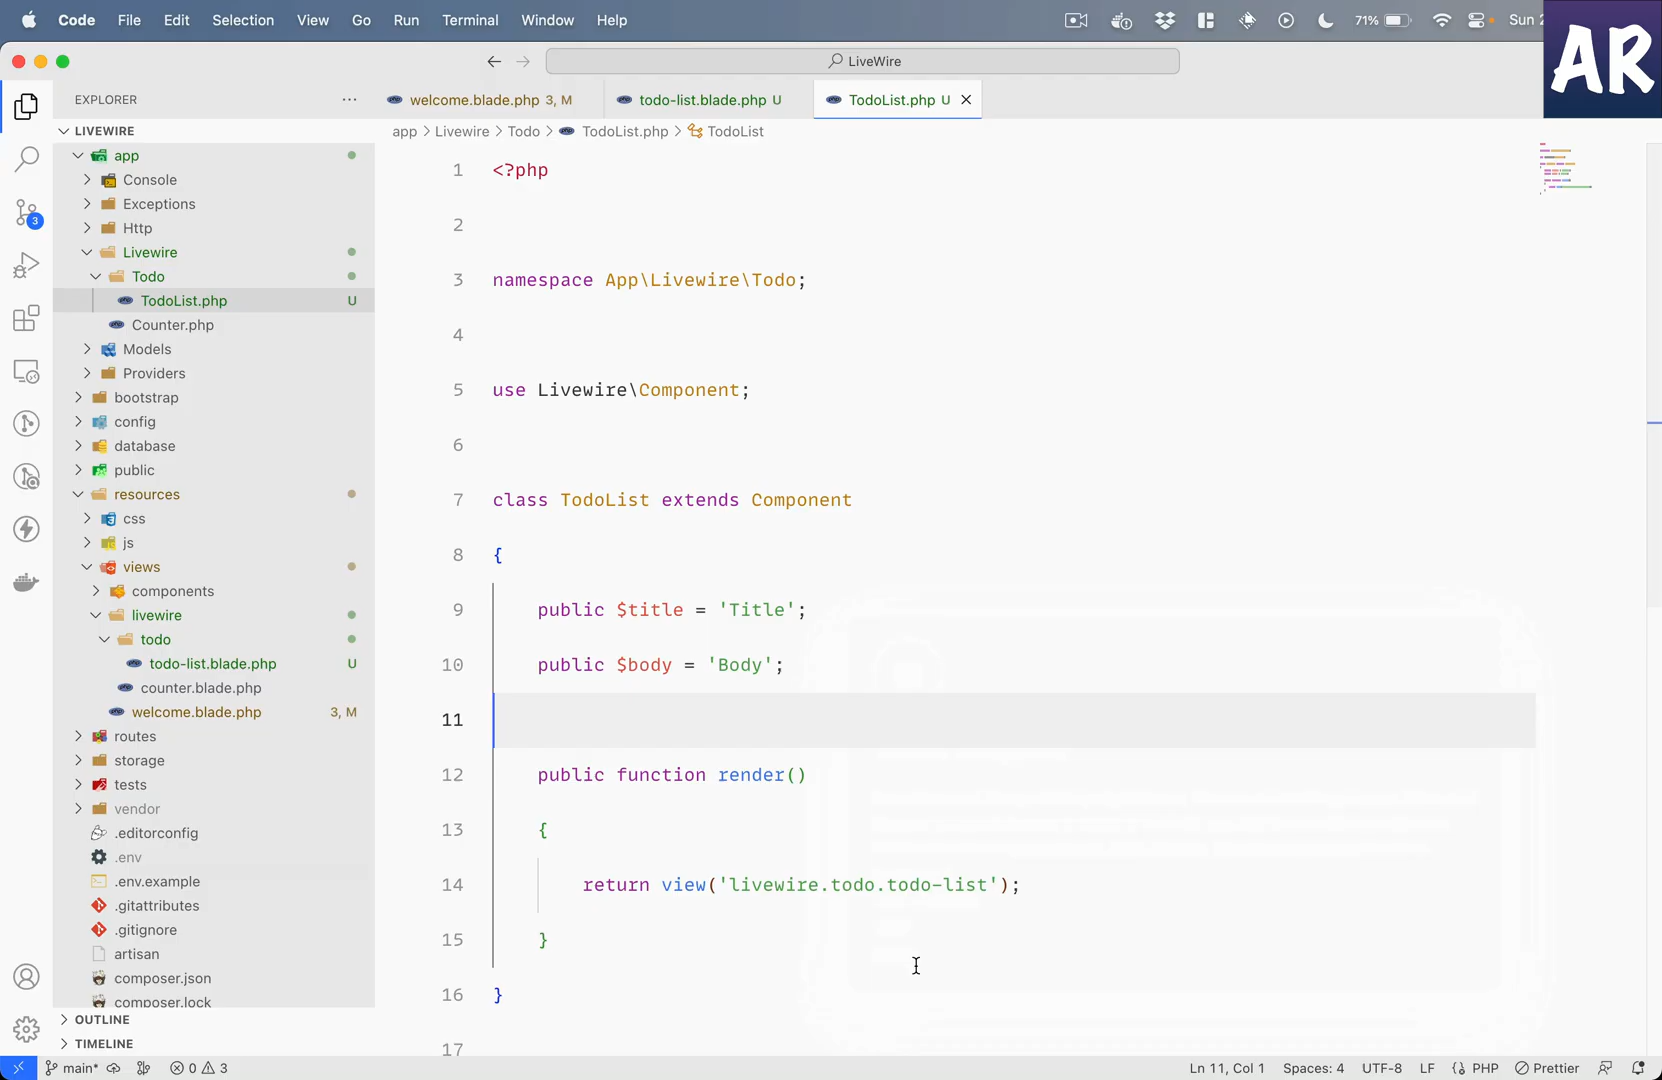 Code File Edit Selection View Go Run Terminal Window Help 71% Sun
AR
LiveWire
EXPLORER
welcome.blade.php 3, M
todo-list.blade.php U
TodoList.php U
app > Livewire > Todo > TodoList.php > TodoList
LIVEWIRE
app
Console
Exceptions
Http
Livewire
Todo
TodoList.php U
Counter.php
Models
Providers
bootstrap
config
database
public
resources
css
js
views
components
livewire
todo
todo-list.blade.php U
counter.blade.php
welcome.blade.php 3, M
routes
storage
tests
vendor
.editorconfig
.env
.env.example
.gitattributes
.gitignore
artisan
composer.json
composer.lock
OUTLINE
TIMELINE
3
1 <?php
2
3 namespace App\Livewire\Todo;
4
5 use Livewire\Component;
6
7 class TodoList extends Component
8 {
9 public $title = 'Title';
10 public $body = 'Body';
11
12 public function render()
13 {
14 return view('livewire.todo.todo-list');
15 }
16 }
17
main* 0 3 Ln 11, Col 1 Spaces: 4 UTF-8 LF PHP Prettier